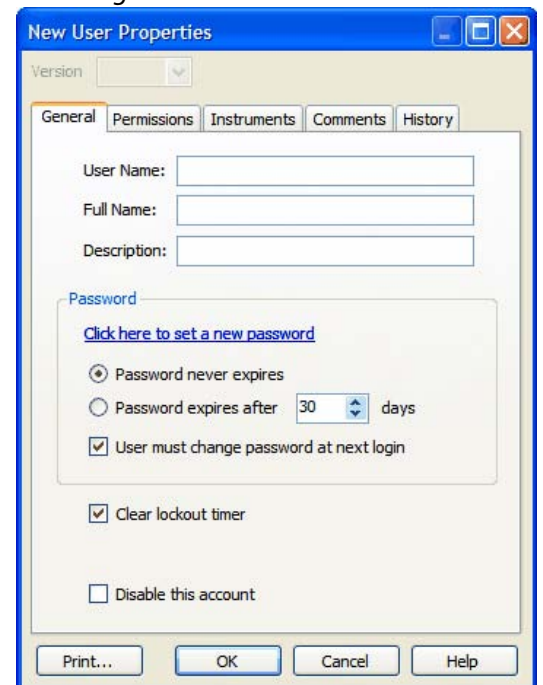 New User Properties
Version
General Permissions Instruments Comments History
User Name:
Full Name:
Description:
Password
Click here to set a new password
Password never expires
Password expires after 30 days
User must change password at next login
Clear lockout timer
Disable this account
Print... OK Cancel Help